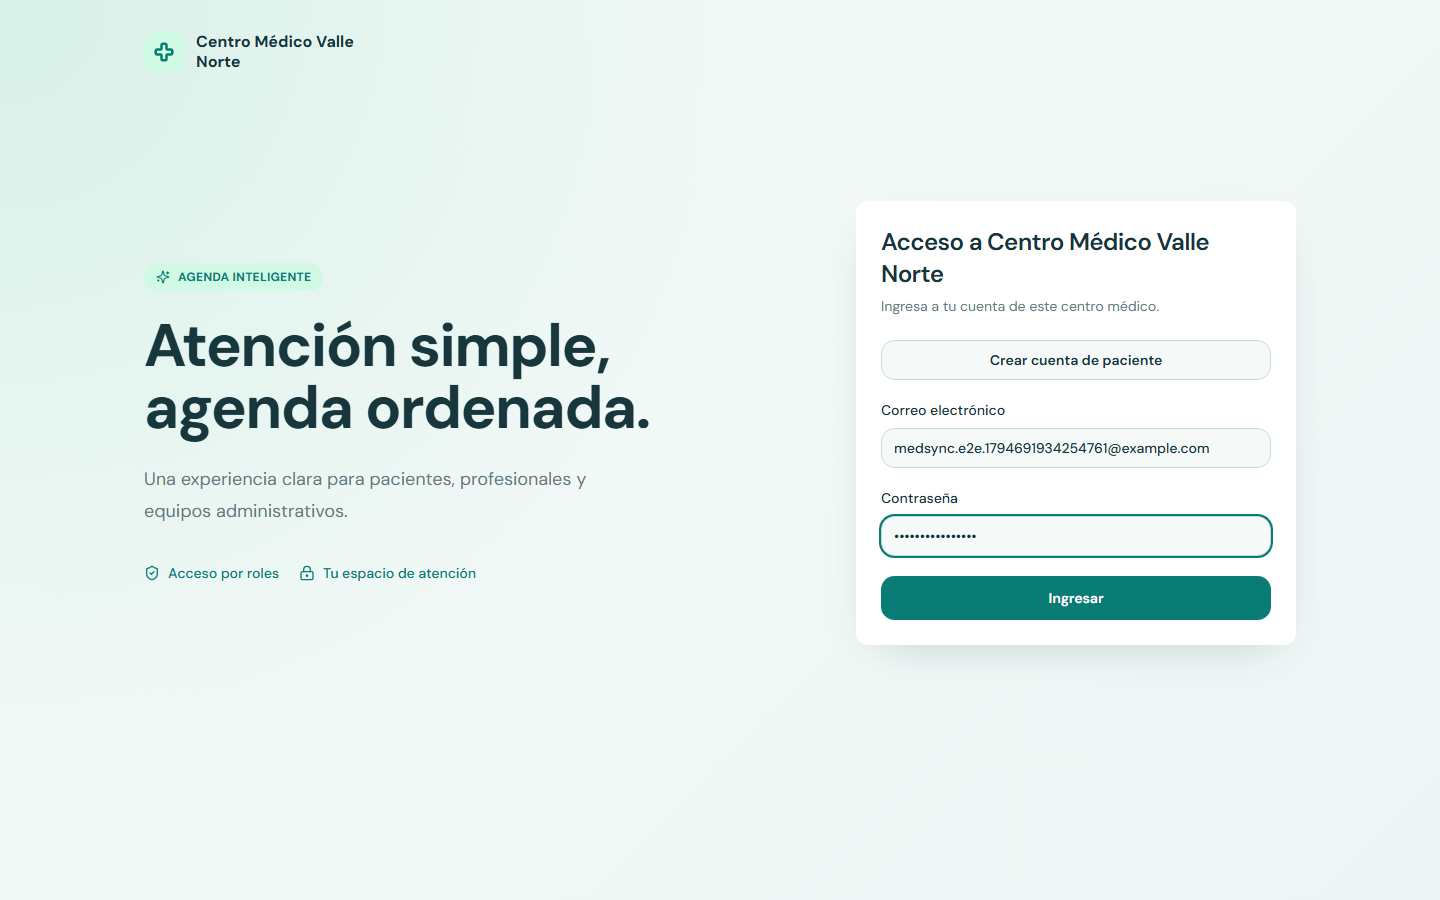 Centro Médico Valle
Norte
AGENDA INTELIGENTE
Atención simple,
agenda ordenada.
Una experiencia clara para pacientes, profesionales y
equipos administrativos.
Acceso por roles
Tu espacio de atención
Acceso a Centro Médico Valle
Norte
Ingresa a tu cuenta de este centro médico.
Crear cuenta de paciente
Correo electrónico
medsync.e2e.1794691934254761@example.com
Contraseña
••••••••••••••••
Ingresar